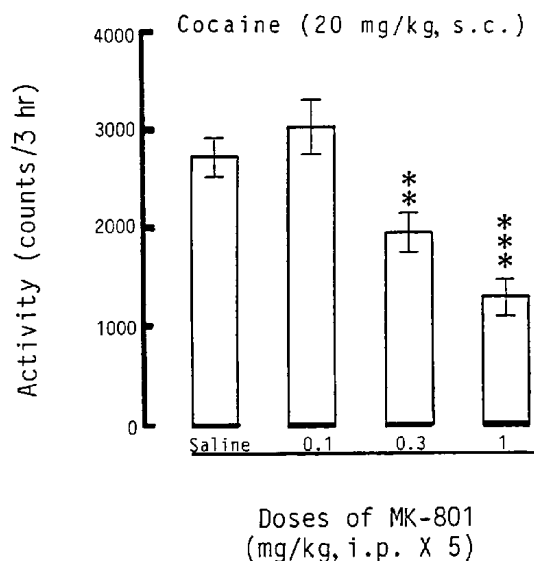 Cocaine (20 mg/kg, s.c.)
Activity (counts/3 hr)
4000
3000
2000
1000
0
**
***
Saline 0.1 0.3 1
Doses of MK-801
(mg/kg, i.p. X 5)